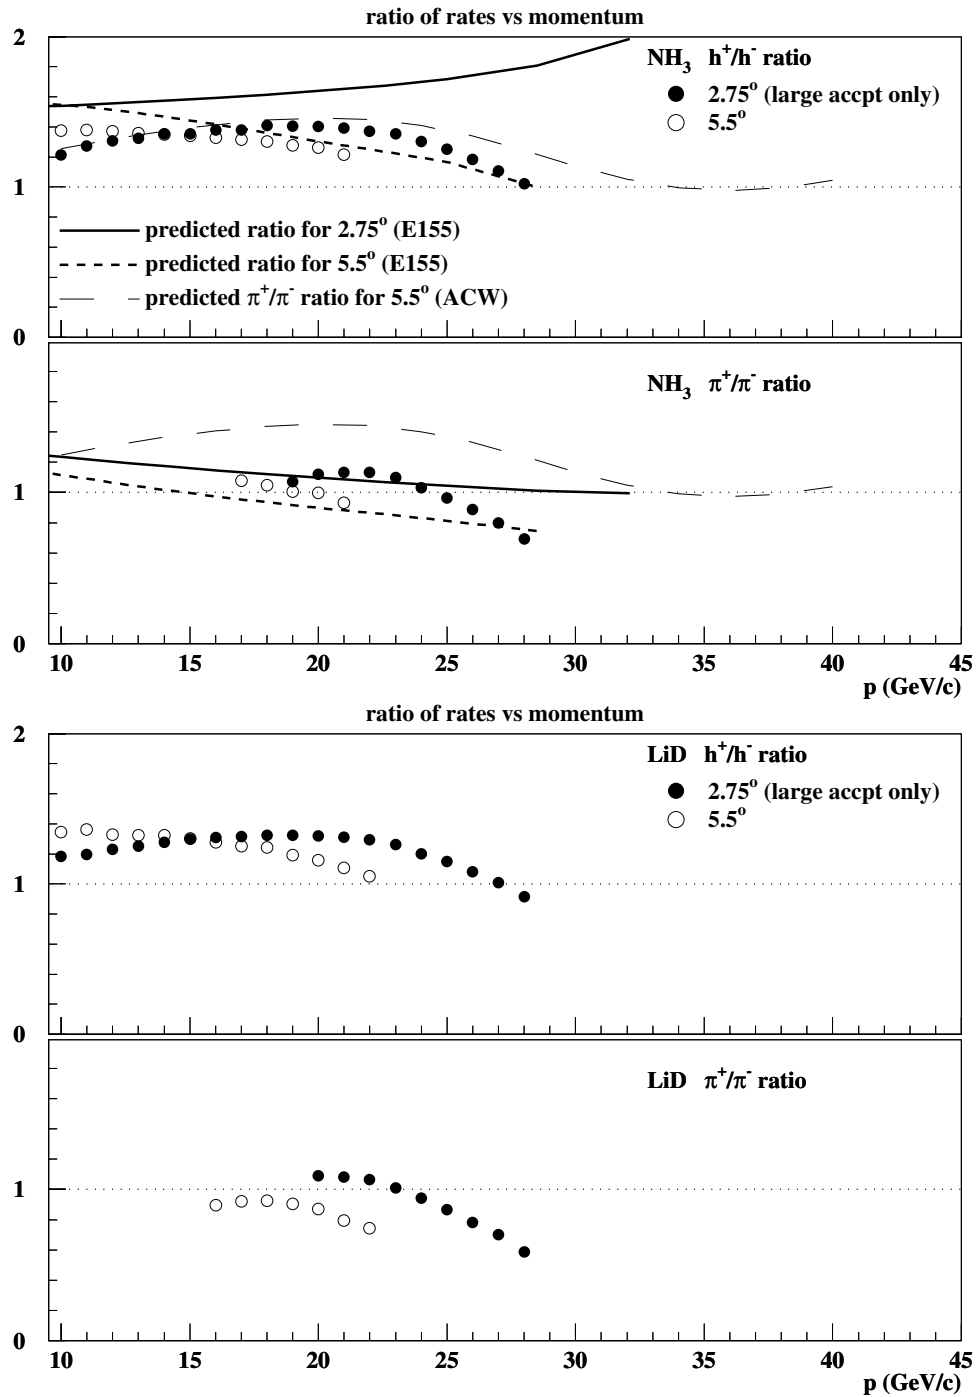 ratio of rates vs momentum
2
NH₃ h⁺/h⁻ ratio
2.75° (large accpt only)
5.5°
1
predicted ratio for 2.75° (E155)
predicted ratio for 5.5° (E155)
predicted π⁺/π⁻ ratio for 5.5° (ACW)
0
NH₃ π⁺/π⁻ ratio
1
0
10 15 20 25 30 35 40 45
p (GeV/c)
ratio of rates vs momentum
2
LiD h⁺/h⁻ ratio
2.75° (large accpt only)
5.5°
1
0
LiD π⁺/π⁻ ratio
1
0
10 15 20 25 30 35 40 45
p (GeV/c)